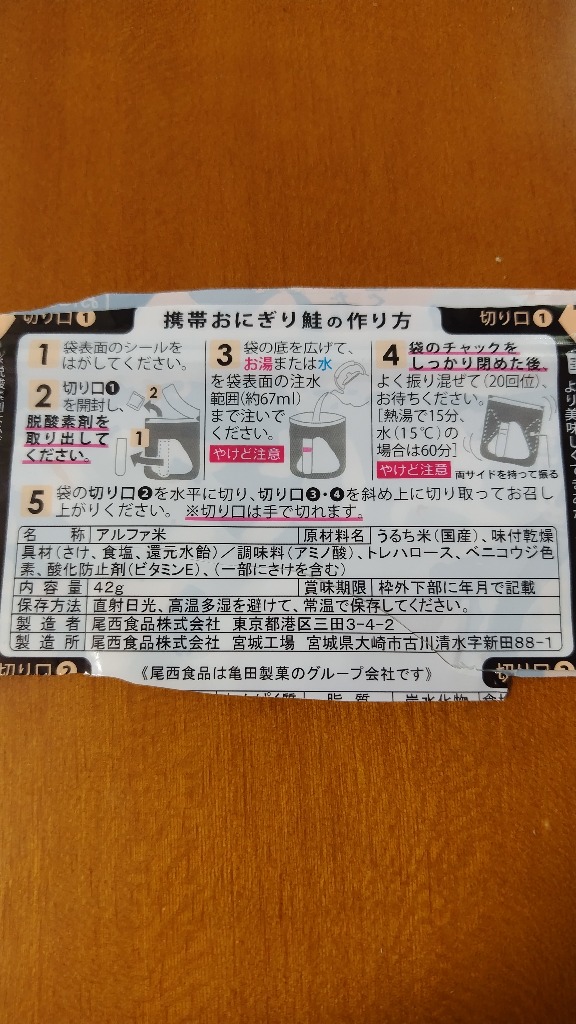 切り口❶
携帯おにぎり鮭の作り方
切り口❶
1 袋表面のシールを
はがしてください。
2 切り口❶
を開封し、
脱酸素剤を
取り出して
ください。
2
1
3 袋の底を広げて、
お湯または水
を袋表面の注水
範囲(約67ml)
まで注いで
ください。
やけど注意
4 袋のチャックを
しっかり閉めた後、
よく振り混ぜて(20回位)、
お待ちください。
[熱湯で15分、
水(15℃)の
場合は60分]
やけど注意
両サイドを持って振る
5 袋の切り口❷を水平に切り、切り口❸・❹を斜め上に切り取ってお召し
上がりください。 ※切り口は手で切れます。
名称 アルファ米 原材料名 うるち米(国産)、味付乾燥
具材(さけ、食塩、還元水飴)/調味料(アミノ酸)、トレハロース、ベニコウジ色
素、酸化防止剤(ビタミンE)、(一部にさけを含む)
内容量 42g 賞味期限 枠外下部に年月で記載
保存方法 直射日光、高温多湿を避けて、常温で保存してください。
製造者 尾西食品株式会社 東京都港区三田3-4-2
製造所 尾西食品株式会社 宮城工場 宮城県大崎市古川清水字新田88-1
切り口❷
《尾西食品は亀田製菓のグループ会社です》
脂質 炭水化物
より美味しく